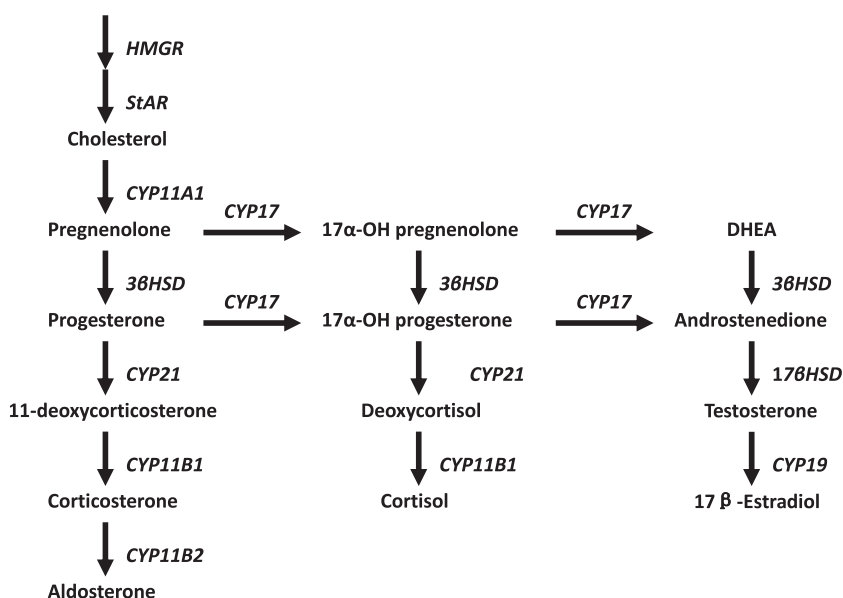 HMGR
StAR
Cholesterol
CYP11A1
CYP17 CYP17
Pregnenolone 17α-OH pregnenolone DHEA
3βHSD 3βHSD 3βHSD
CYP17 CYP17
Progesterone 17α-OH progesterone Androstenedione
CYP21 CYP21 17βHSD
11-deoxycorticosterone Deoxycortisol Testosterone
CYP11B1 CYP11B1 CYP19
Corticosterone Cortisol 17β-Estradiol
CYP11B2
Aldosterone